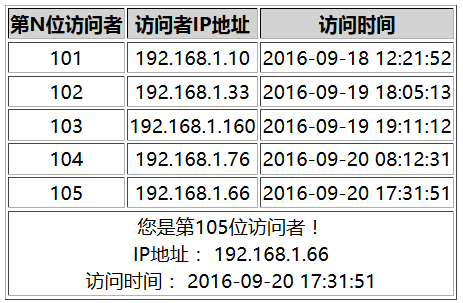 第N位访问者 访问者IP地址 访问时间
101 192.168.1.10 2016-09-18 12:21:52
102 192.168.1.33 2016-09-19 18:05:13
103 192.168.1.160 2016-09-19 19:11:12
104 192.168.1.76 2016-09-20 08:12:31
105 192.168.1.66 2016-09-20 17:31:51
您是第105位访问者！
IP地址： 192.168.1.66
访问时间： 2016-09-20 17:31:51